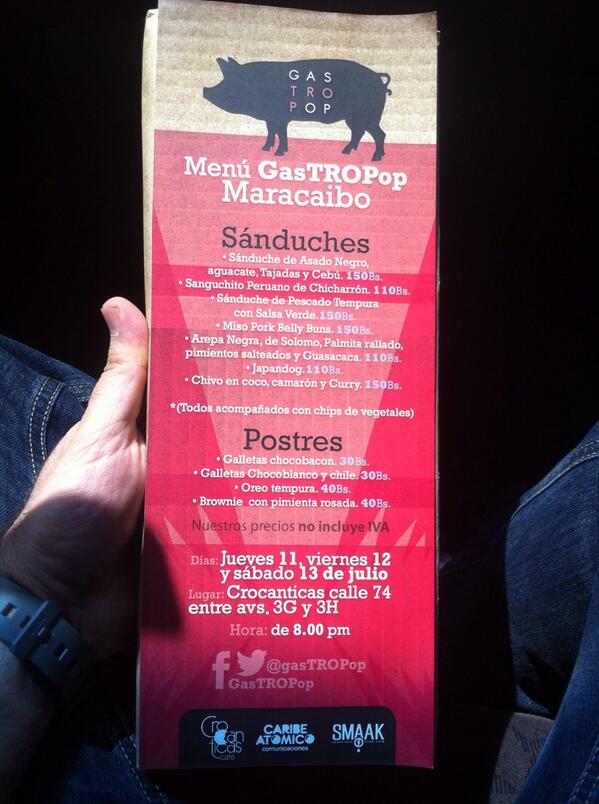 GAS
TRO
POP
Menú GasTROPop
Maracaibo
Sánduches
• Sánduche de Asado Negro,
aguacate, Tajadas y Cebú. 150Bs.
• Sanguchito Peruano de Chicharrón. 110Bs.
• Sánduche de Pescado Tempura
con Salsa Verde.150Bs.
• Miso Pork Belly Buns. 150Bs.
• Arepa Negra, de Solomo, Palmita rallado,
pimientos salteados y Guasacaca. 110Bs.
• Japandog.110Bs.
• Chivo en coco, camarón y Curry. 150Bs.
*(Todos acompañados con chips de vegetales)
Postres
• Galletas chocobacon. 30Bs.
• Galletas Chocoblanco y chile. 30Bs.
• Oreo tempura. 40Bs.
• Brownie con pimienta rosada. 40Bs.
Nuestros precios no incluye IVA
Días: Jueves 11, viernes 12
y sábado 13 de julio
Lugar: Crocanticas calle 74
entre avs. 3G y 3H
Hora: de 8.00 pm
@gasTROPop
GasTROPop
Crocanticas
café
CARIBE
ATOMICO
comunicaciones
SMAAK